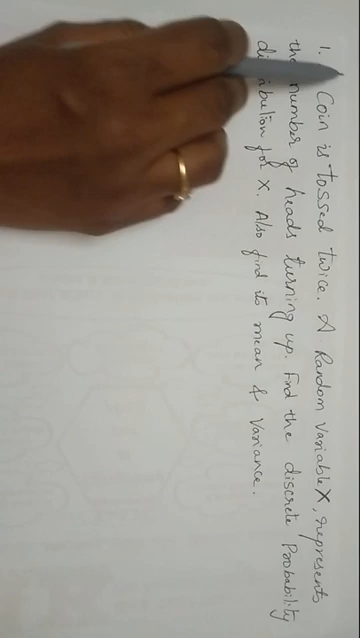 1. Coin is tossed twice. A Random Variable X, represents
the number of heads turning up. Find the discrete Probability
distribution for X. Also find its mean & Variance.